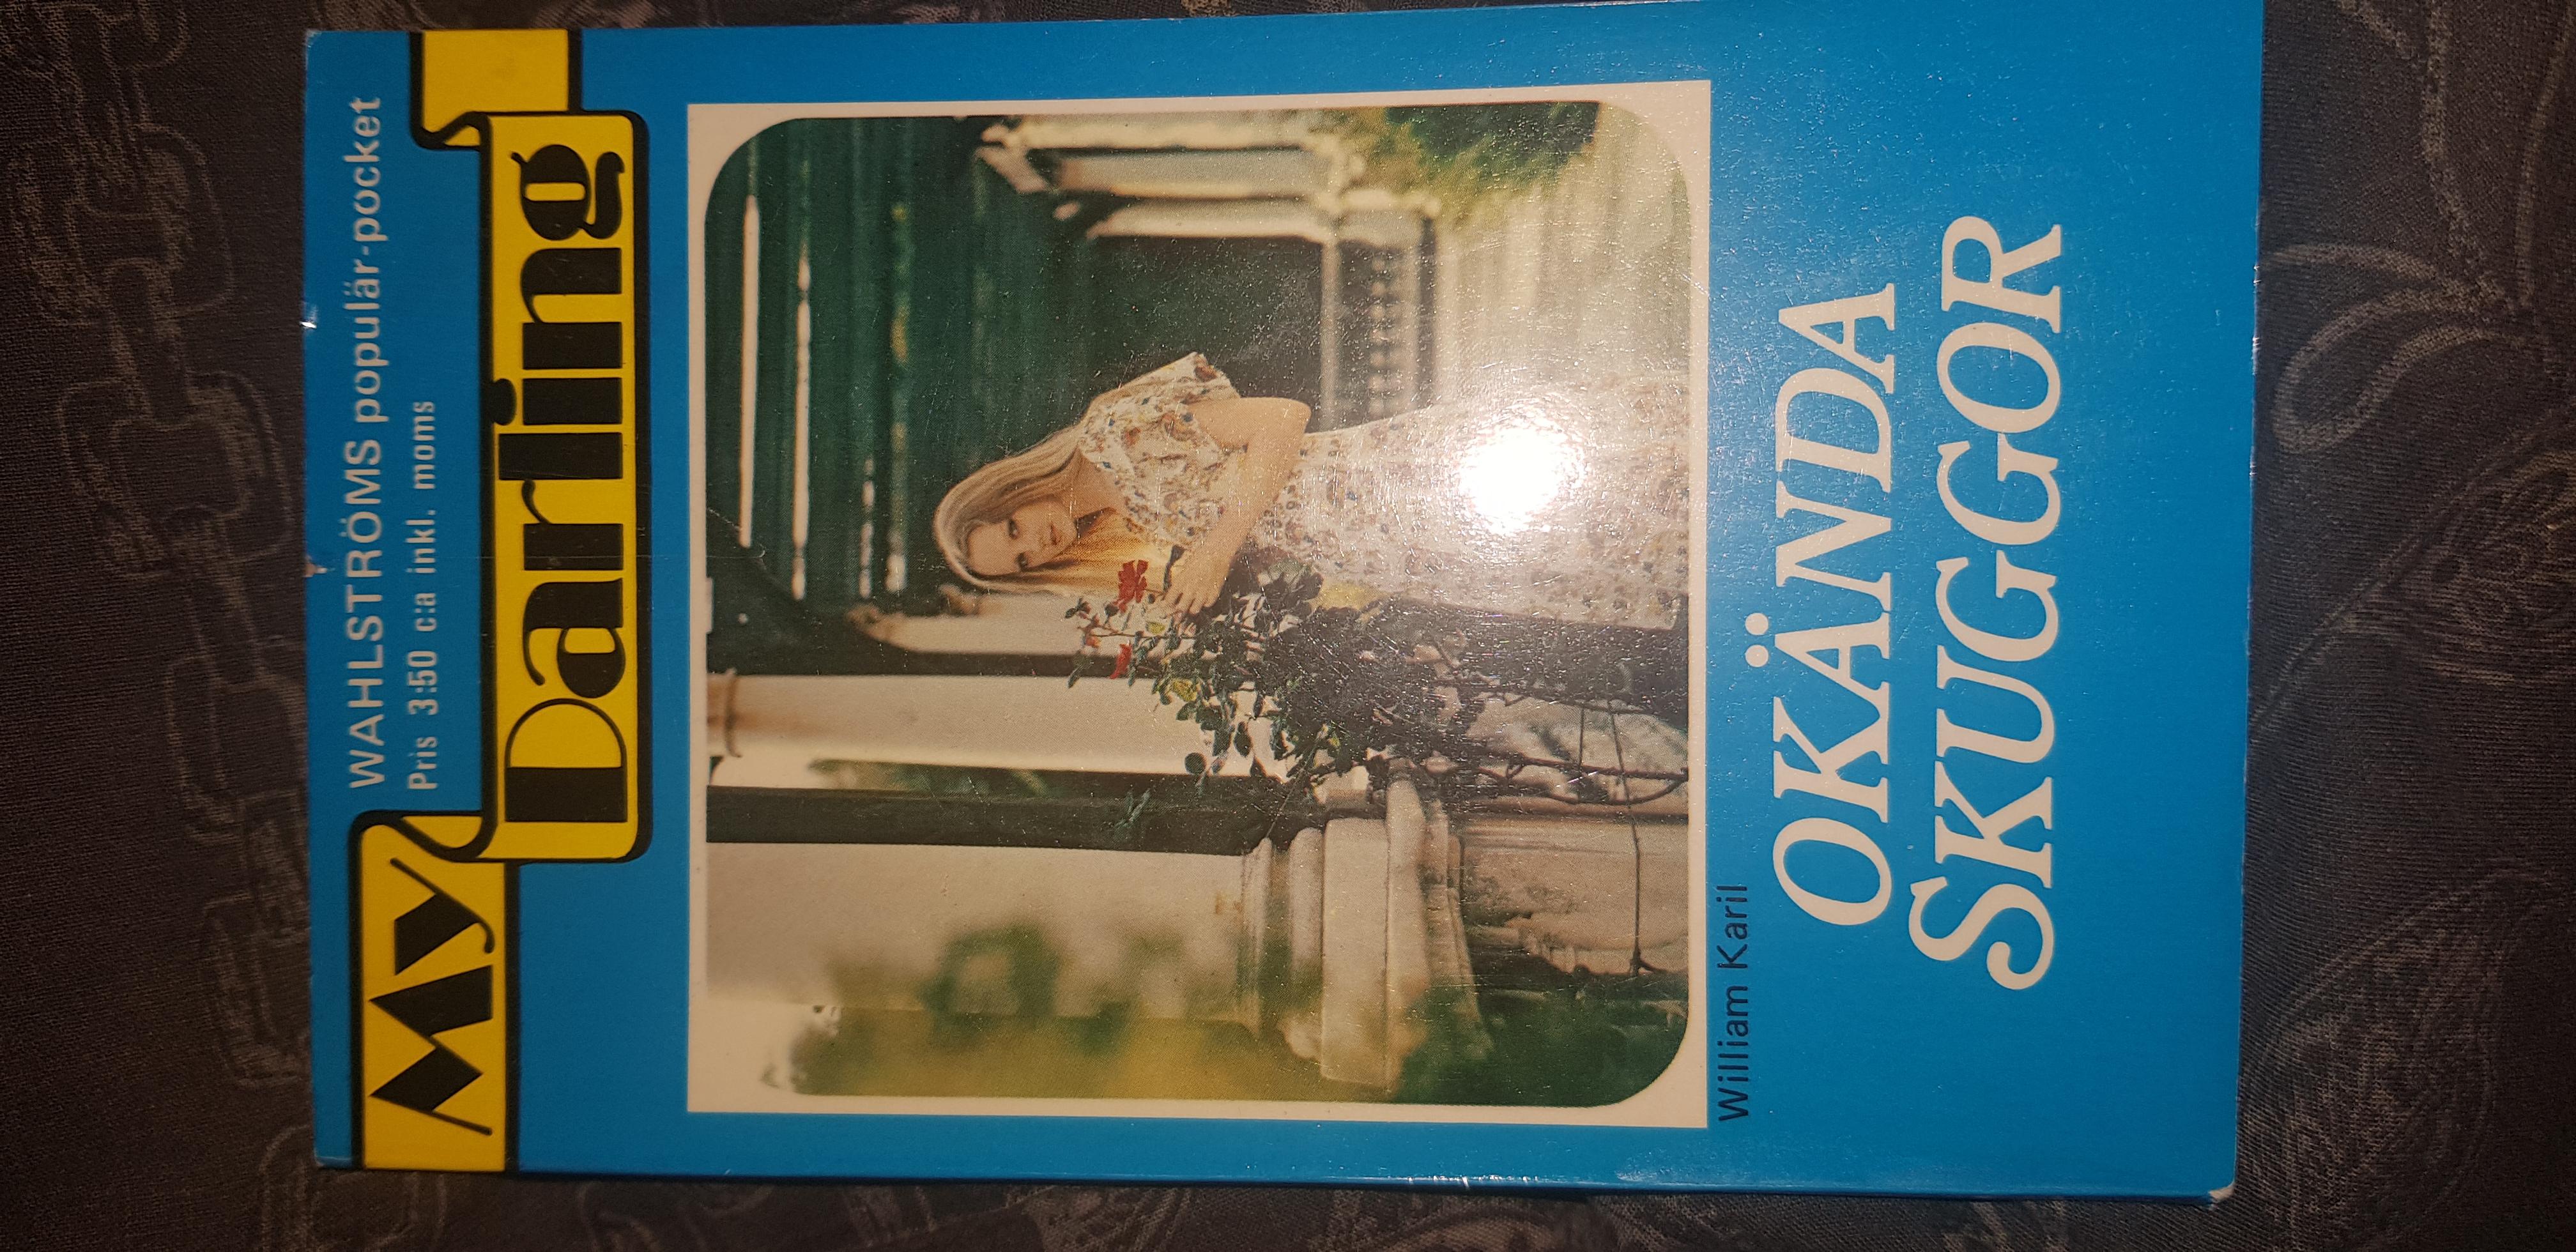 WAHLSTRÖMS populär-pocket
Pris 3:50 c:a inkl. moms
My Darling
William Karil
OKÄNDA
SKUGGOR